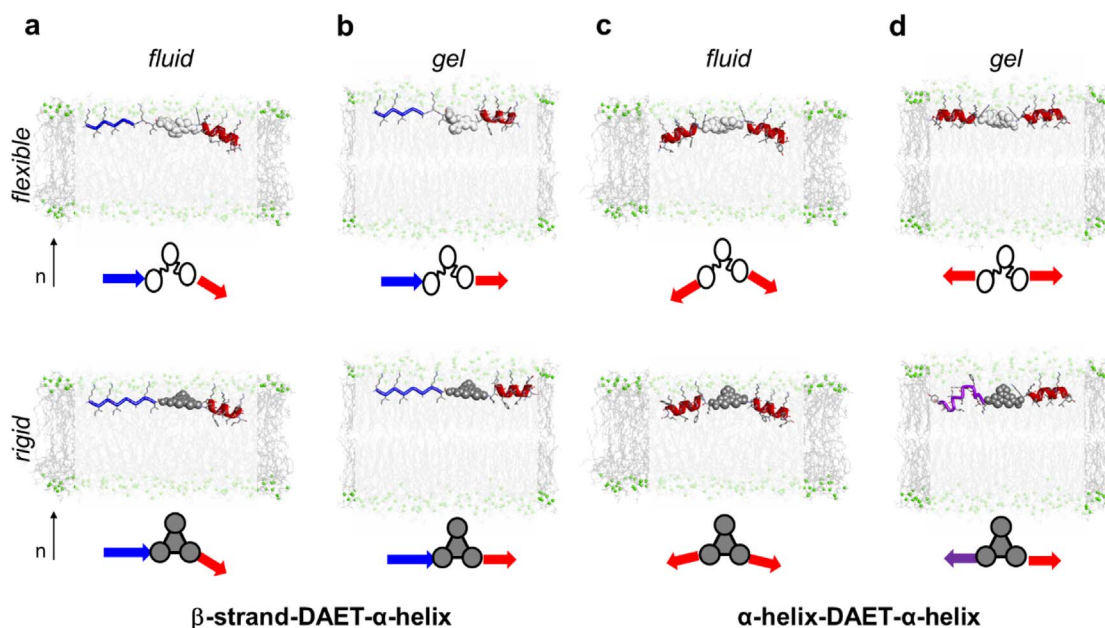 a b c d
fluid gel fluid gel
flexible
n
rigid
n
β-strand-DAET-α-helix α-helix-DAET-α-helix